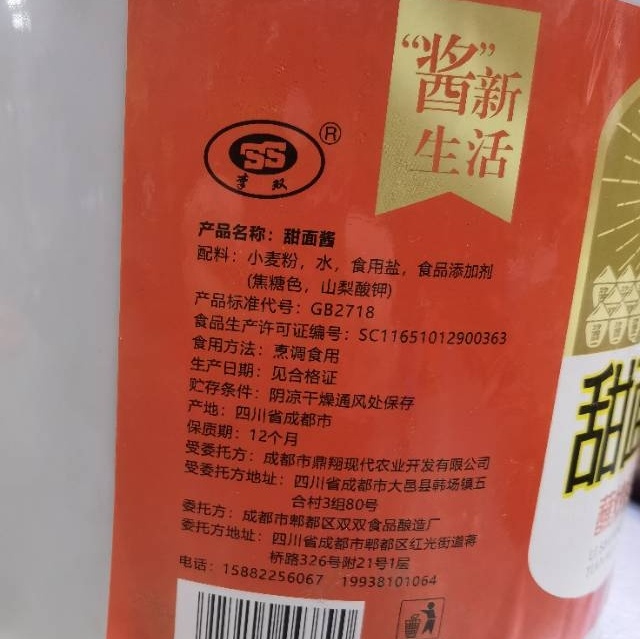 “酱”新
生活
SS
®
李双
产品名称：甜面酱
配料：小麦粉，水，食用盐，食品添加剂
(焦糖色，山梨酸钾)
产品标准代号：GB2718
食品生产许可证编号：SC11651012900363
食用方法：烹调食用
生产日期：见合格证
贮存条件：阴凉干燥通风处保存
产地：四川省成都市
保质期：12个月
受委托方：成都市鼎翔现代农业开发有限公司
受委托方地址：四川省成都市大邑县韩场镇五
合村3组80号
委托方：成都市郫都区双双食品酿造厂
委托方地址：四川省成都市郫都区红光街道蒋
桥路326号附21号1层
电话：15882256067 19938101064
甜